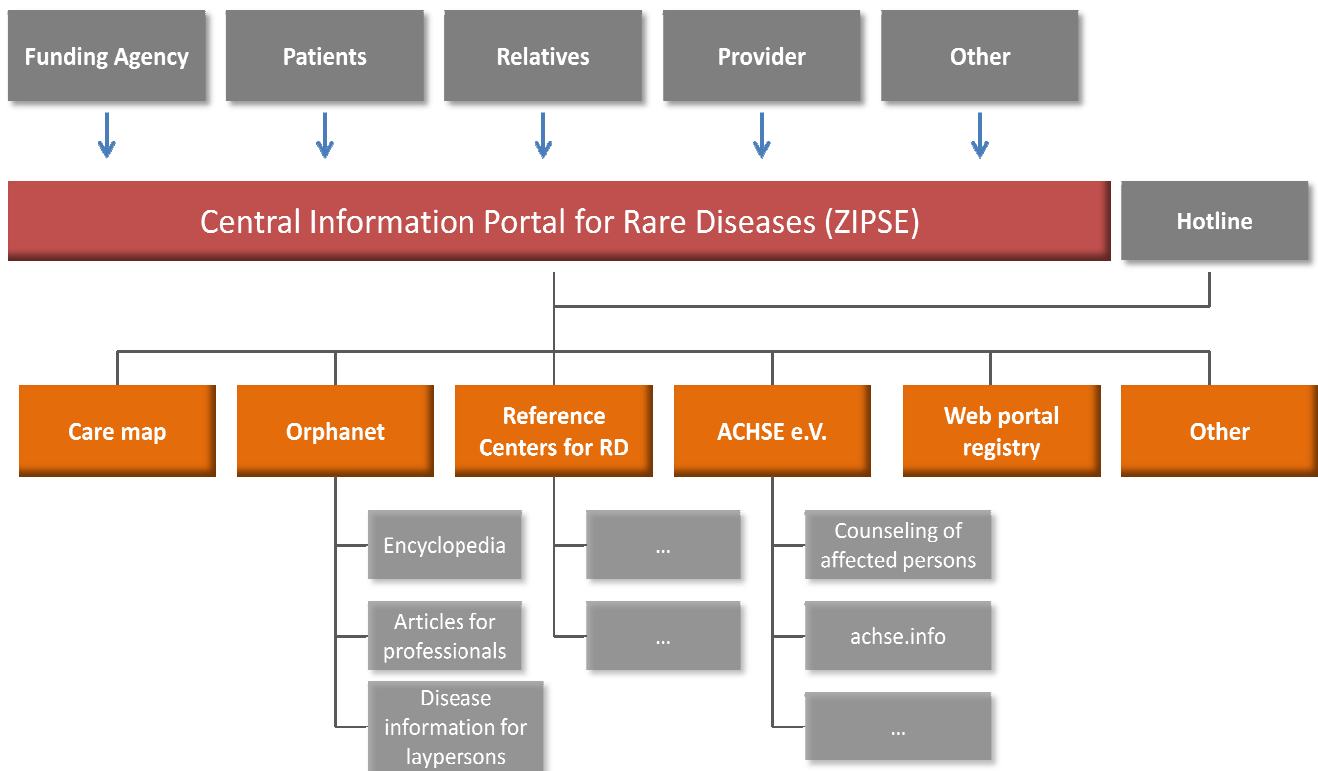 Funding Agency
Patients
Relatives
Provider
Other
Central Information Portal for Rare Diseases (ZIPSE)
Hotline
Care map
Orphanet
Reference
Centers for RD
ACHSE e.V.
Web portal
registry
Other
Encyclopedia
Articles for
professionals
Disease
information for
laypersons
...
...
Counseling of
affected persons
achse.info
...